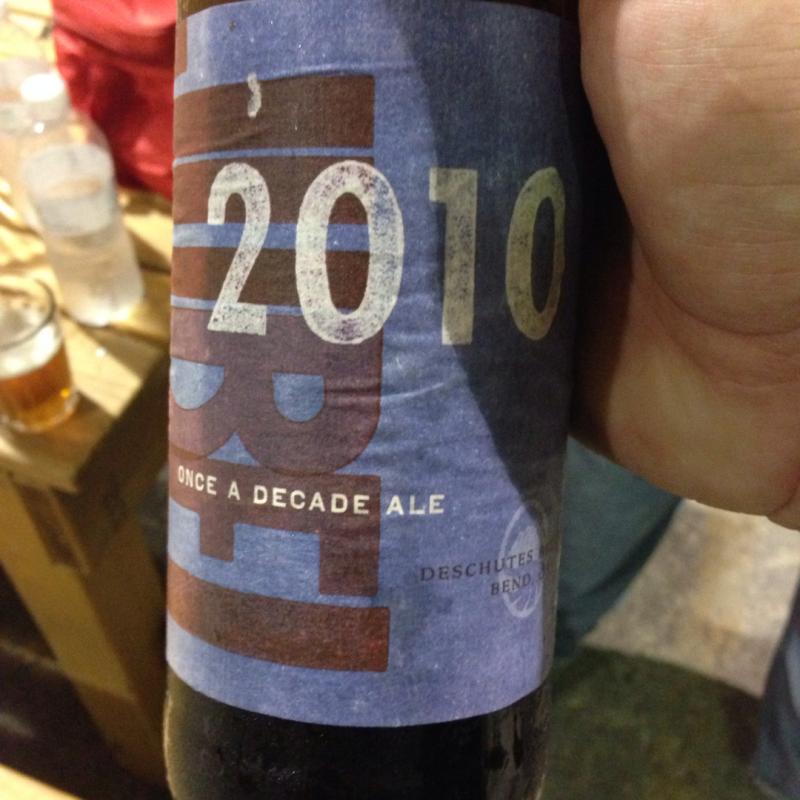 2010
ONCE A DECADE ALE
DESCHUTES
BEND,